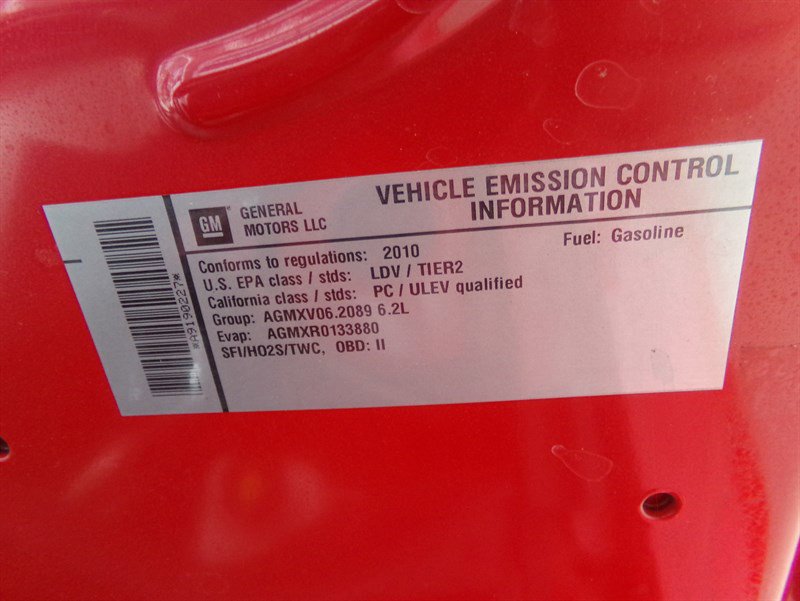 GM
GENERAL
MOTORS LLC
VEHICLE EMISSION CONTROL
INFORMATION
Conforms to regulations: 2010
Fuel: Gasoline
U.S. EPA class / stds: LDV / TIER2
California class / stds: PC / ULEV qualified
Group: AGMXV06.2089 6.2L
Evap: AGMXR0133880
SFI/HO2S/TWC, OBD: II
*A9190227*